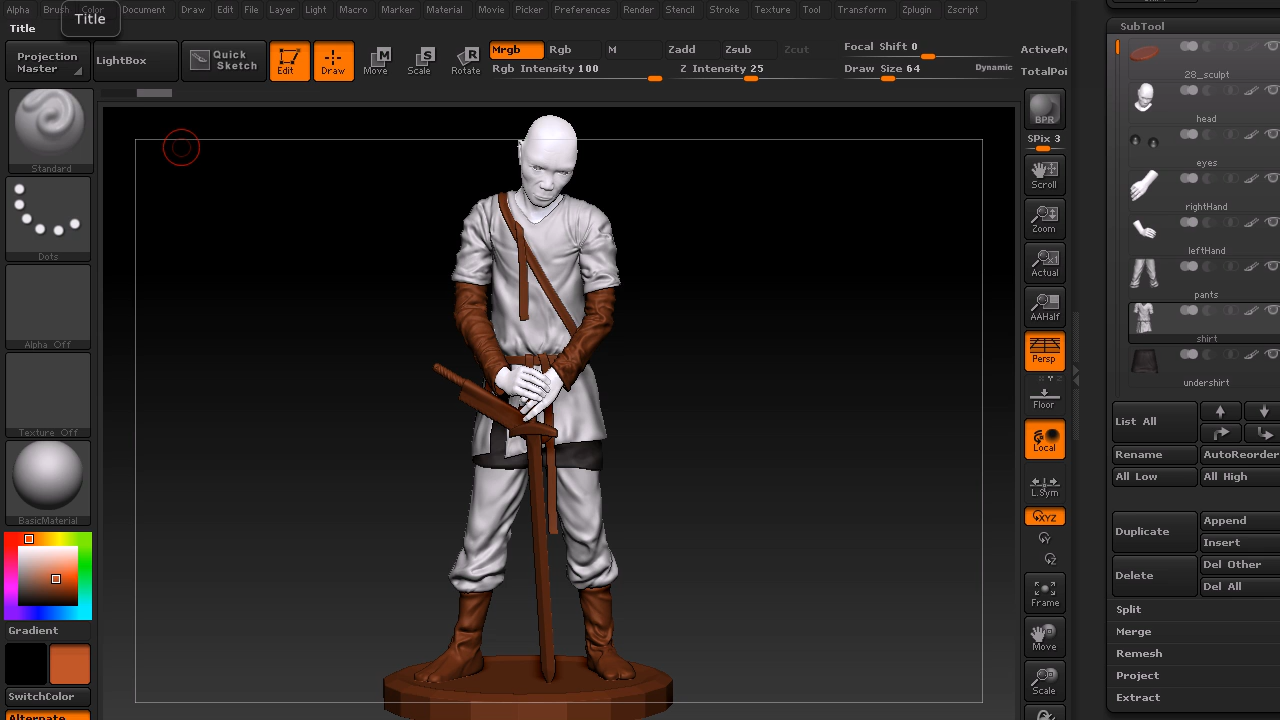 Alpha Brush Color Document Draw Edit File Layer Light Macro Marker Material Movie Picker Preferences Render Stencil Stroke Texture Tool Transform Zplugin Zscript
Title
Title
Projection Master
LightBox
Quick Sketch
Edit
Draw
Move
Scale
Rotate
Mrgb Rgb M Zadd Zsub Zcut
Rgb Intensity 100 Z Intensity 25
Focal Shift 0
Draw Size 64 Dynamic
ActivePo
TotalPoi
Standard
Dots
Alpha Off
Texture Off
BasicMaterial
Gradient
SwitchColor
Alternate
BPR
SPix 3
Scroll
Zoom
Actual
AAHalf
Persp
Floor
Local
L.Sym
XYZ
Y
Z
Frame
Move
Scale
SubTool
28_sculpt
head
eyes
rightHand
leftHand
pants
shirt
undershirt
List All
Rename AutoReorder
All Low All High
Duplicate
Append
Insert
Delete
Del Other
Del All
Split
Merge
Remesh
Project
Extract